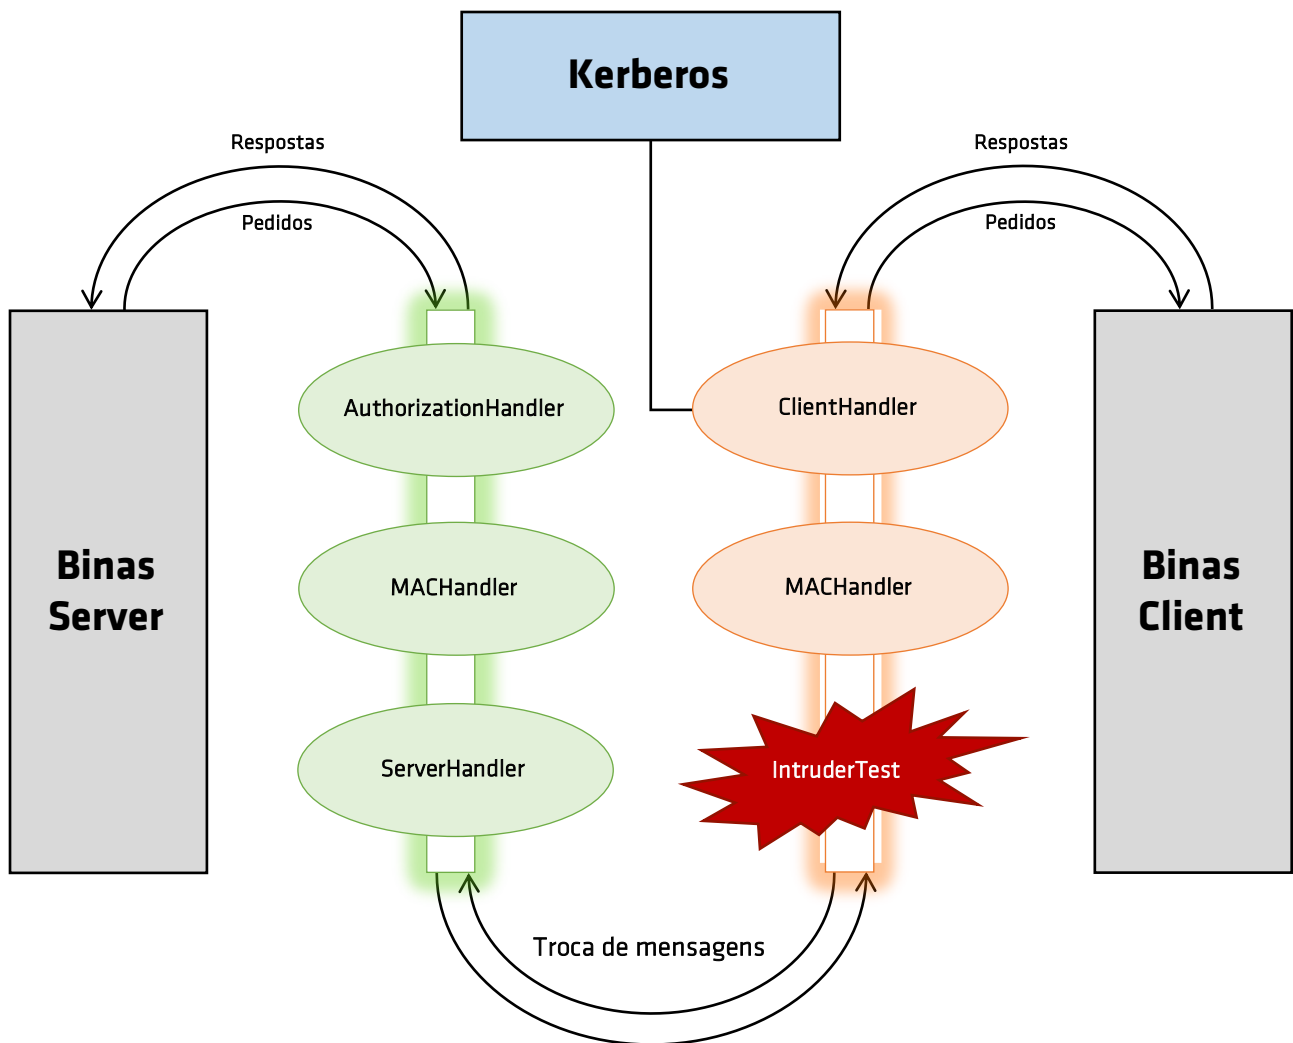 Kerberos
Respostas
Respostas
Pedidos
Pedidos
AuthorizationHandler
ClientHandler
Binas
Server
MACHandler
MACHandler
Binas
Client
ServerHandler
IntruderTest
Troca de mensagens